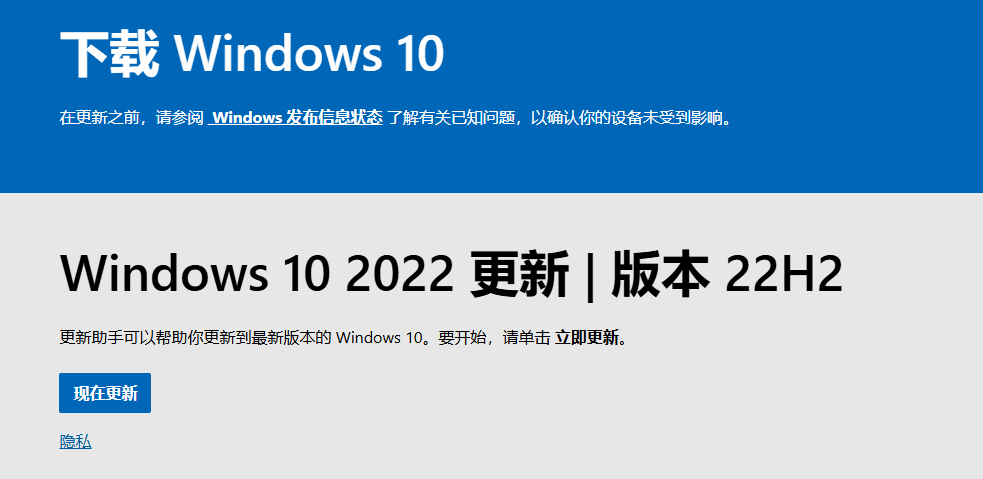 下载 Windows 10
在更新之前，请参阅 Windows 发布信息状态 了解有关已知问题，以确认你的设备未受到影响。
Windows 10 2022 更新 | 版本 22H2
更新助手可以帮助你更新到最新版本的 Windows 10。要开始，请单击 立即更新。
现在更新
隐私